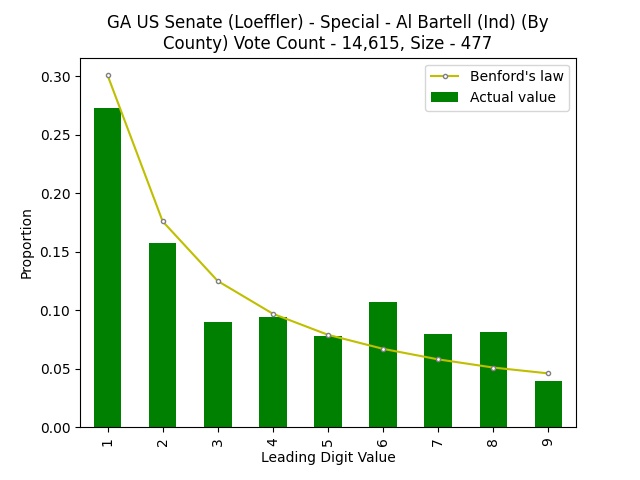 GA US Senate (Loeffler) - Special - Al Bartell (Ind) (By
County) Vote Count - 14,615, Size - 477
Benford's law
Actual value
0.30
0.25
0.20
0.15
0.10
0.05
0.00
Proportion
1 2 3 4 5 6 7 8 9
Leading Digit Value